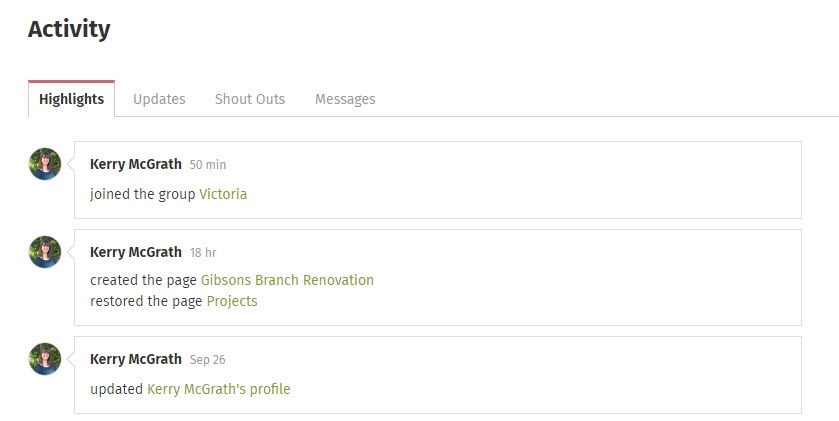 Activity
Highlights Updates Shout Outs Messages
Kerry McGrath 50 min
joined the group Victoria
Kerry McGrath 18 hr
created the page Gibsons Branch Renovation
restored the page Projects
Kerry McGrath Sep 26
updated Kerry McGrath's profile